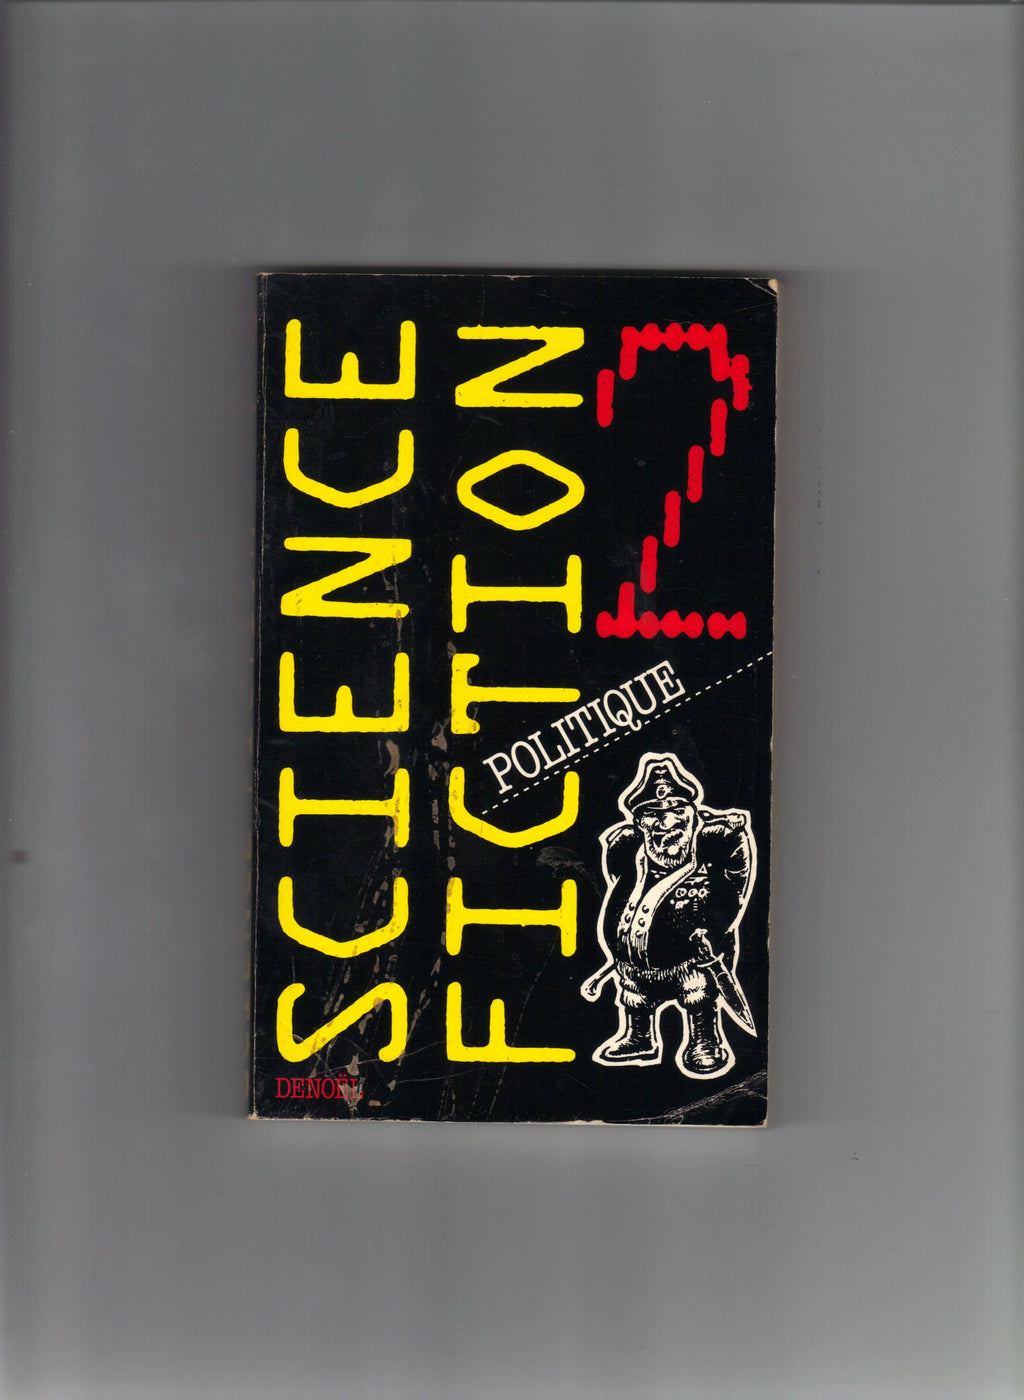 SCIENCE
FICTION
2
POLITIQUE
DENOËL